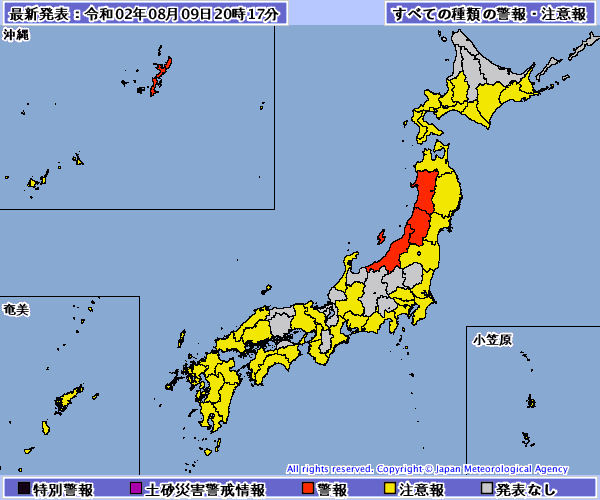 最新発表：令和02年08月09日20時17分
すべての種類の警報・注意報
沖縄
奄美
小笠原
All rights reserved. Copyright © Japan Meteorological Agency
特別警報 土砂災害警戒情報 警報 注意報 発表なし